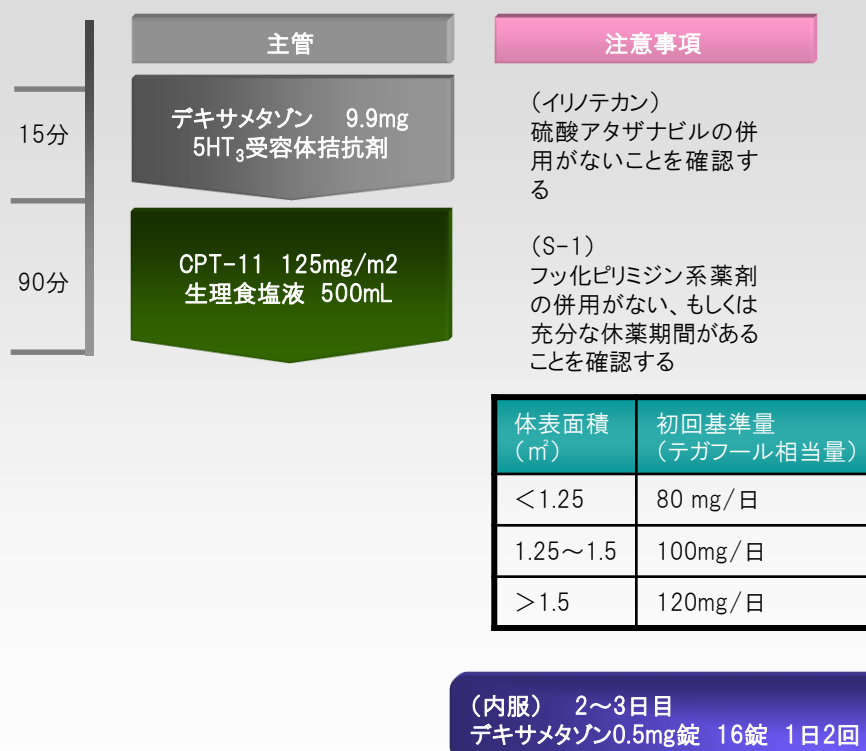 主管
注意事項
15分
デキサメタゾン 9.9mg
5HT₃受容体拮抗剤
(イリノテカン)
硫酸アタザナビルの併
用がないことを確認す
る
90分
CPT-11 125mg/m2
生理食塩液 500mL
(S-1)
フッ化ピリミジン系薬剤
の併用がない、もしくは
充分な休薬期間がある
ことを確認する
体表面積
(㎡)
初回基準量
(テガフール相当量)
<1.25
80 mg/日
1.25~1.5
100mg/日
>1.5
120mg/日
(内服) 2~3日目
デキサメタゾン0.5mg錠 16錠 1日2回